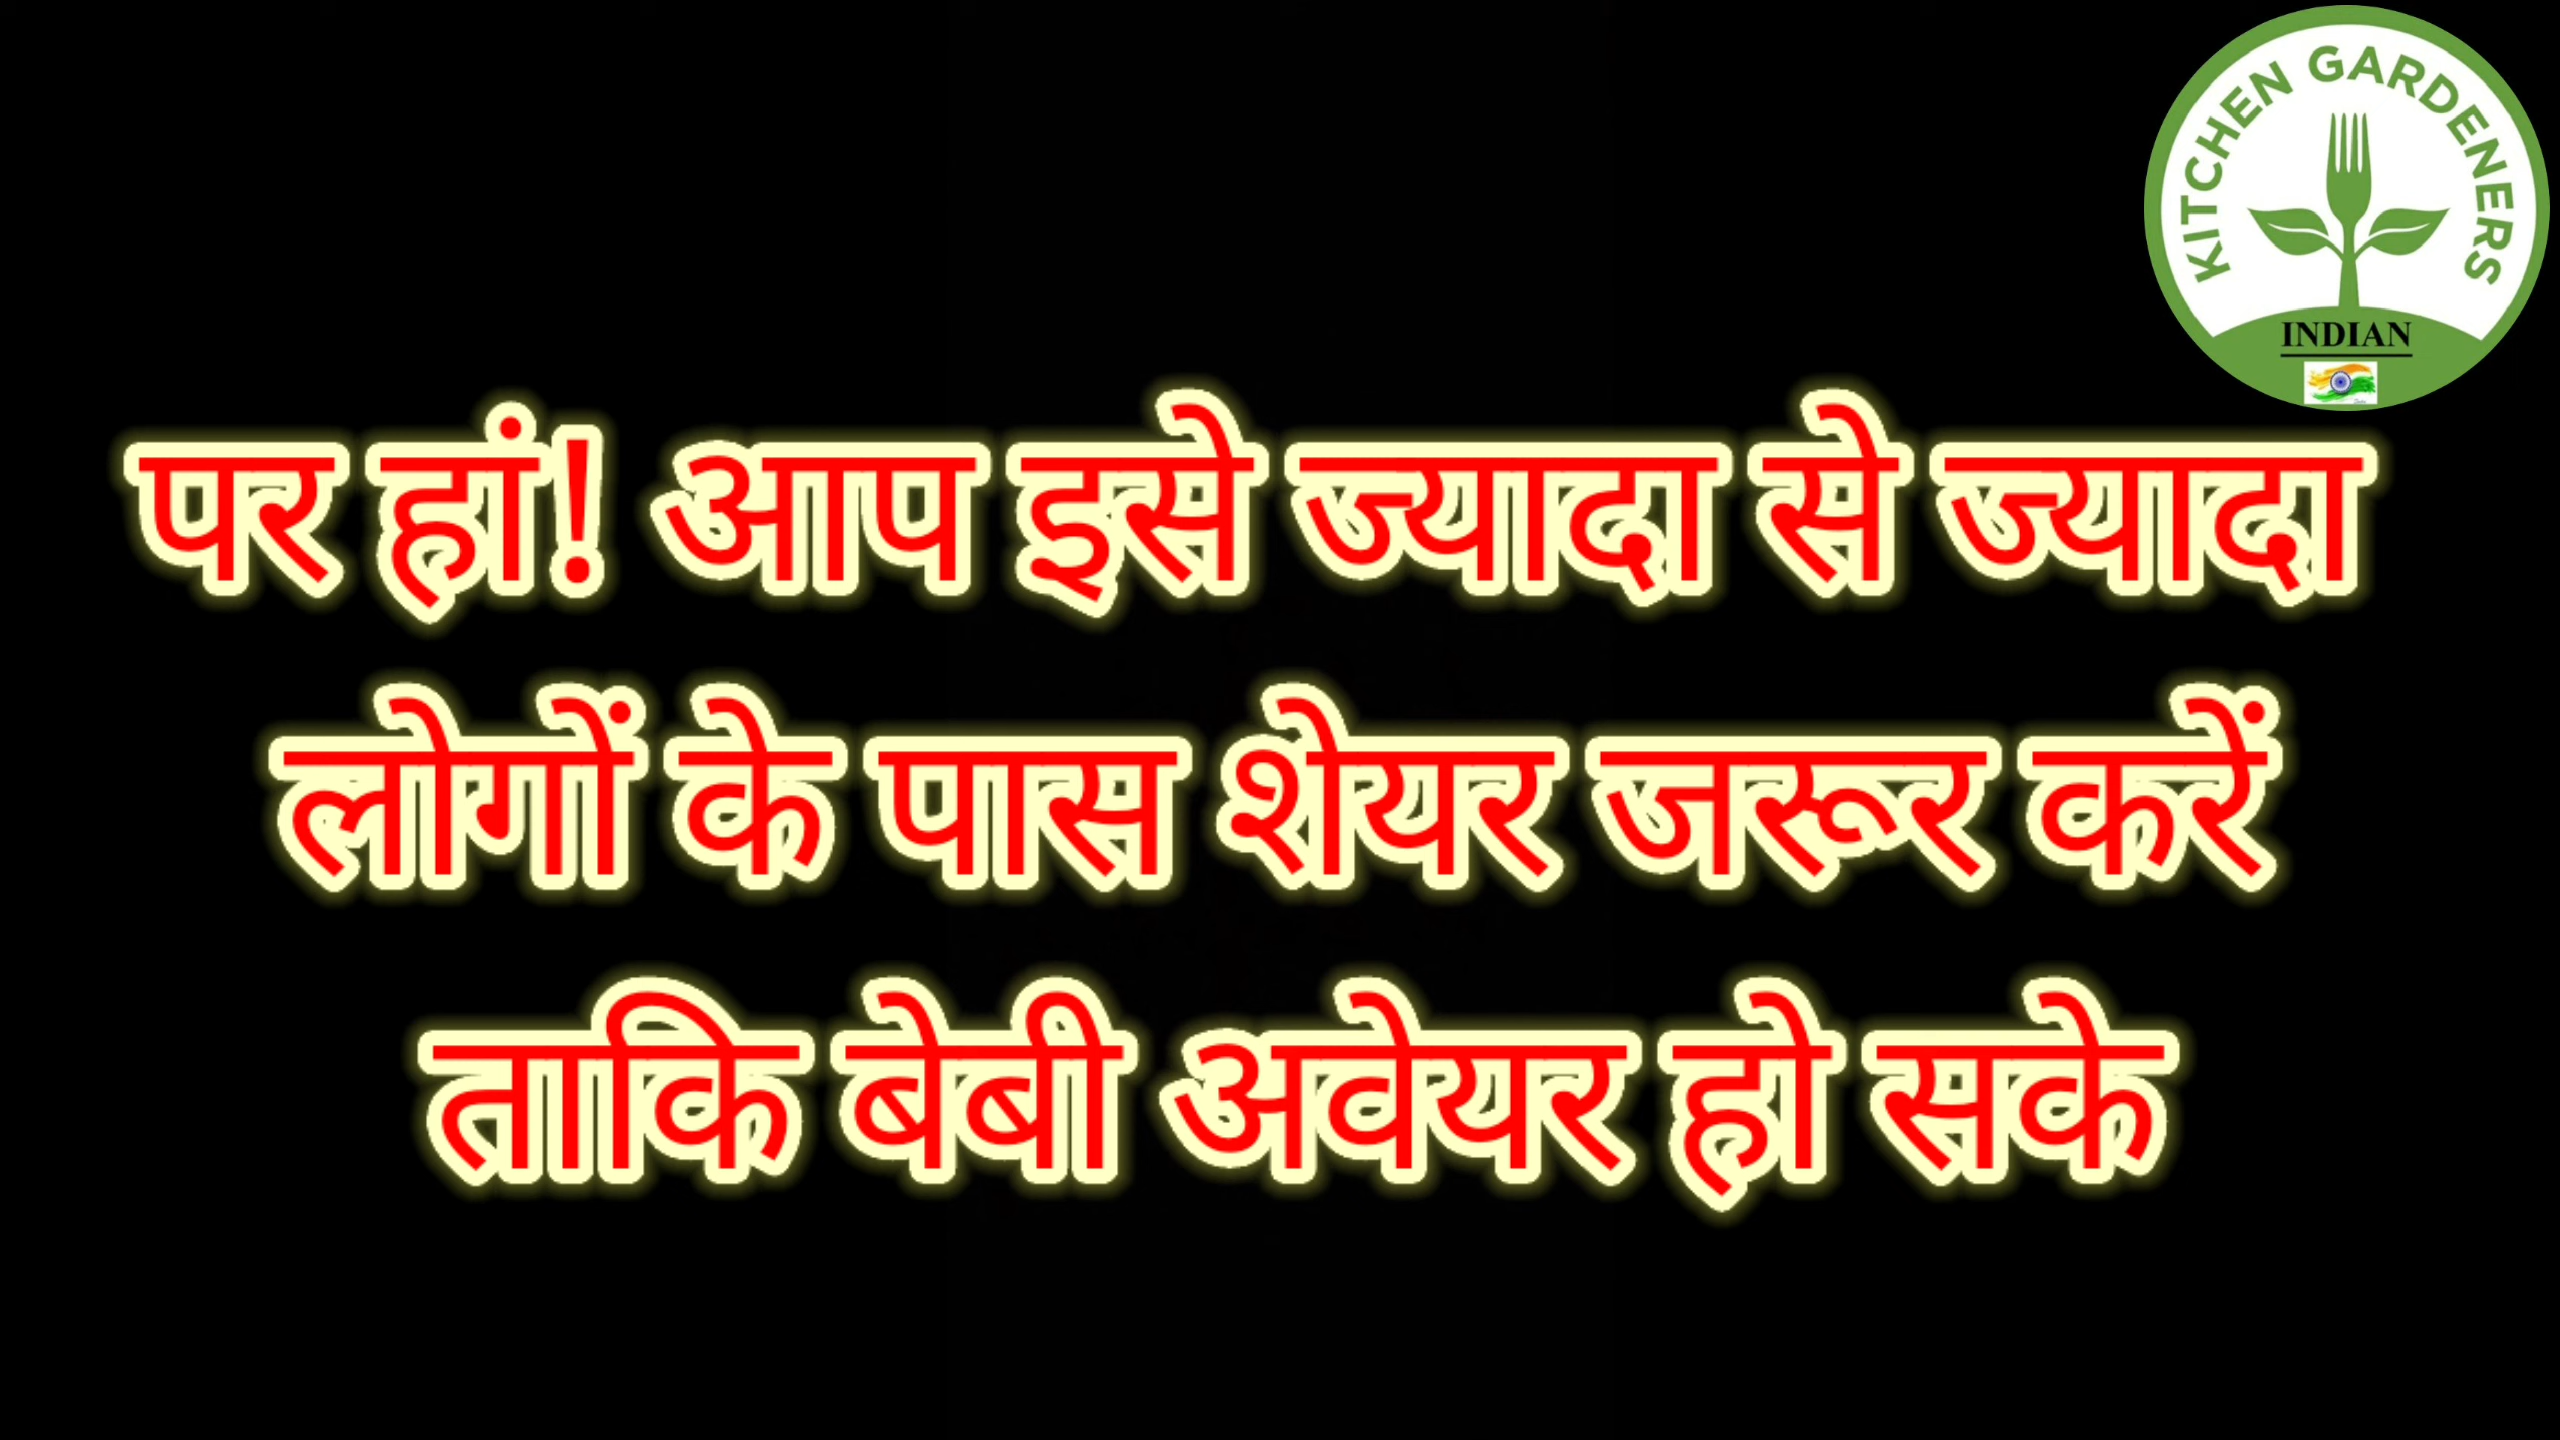 KITCHEN GARDENERS
INDIAN
पर हां! आप इसे ज्यादा से ज्यादा
लोगों के पास शेयर जरूर करें
ताकि बेबी अवेयर हो सके